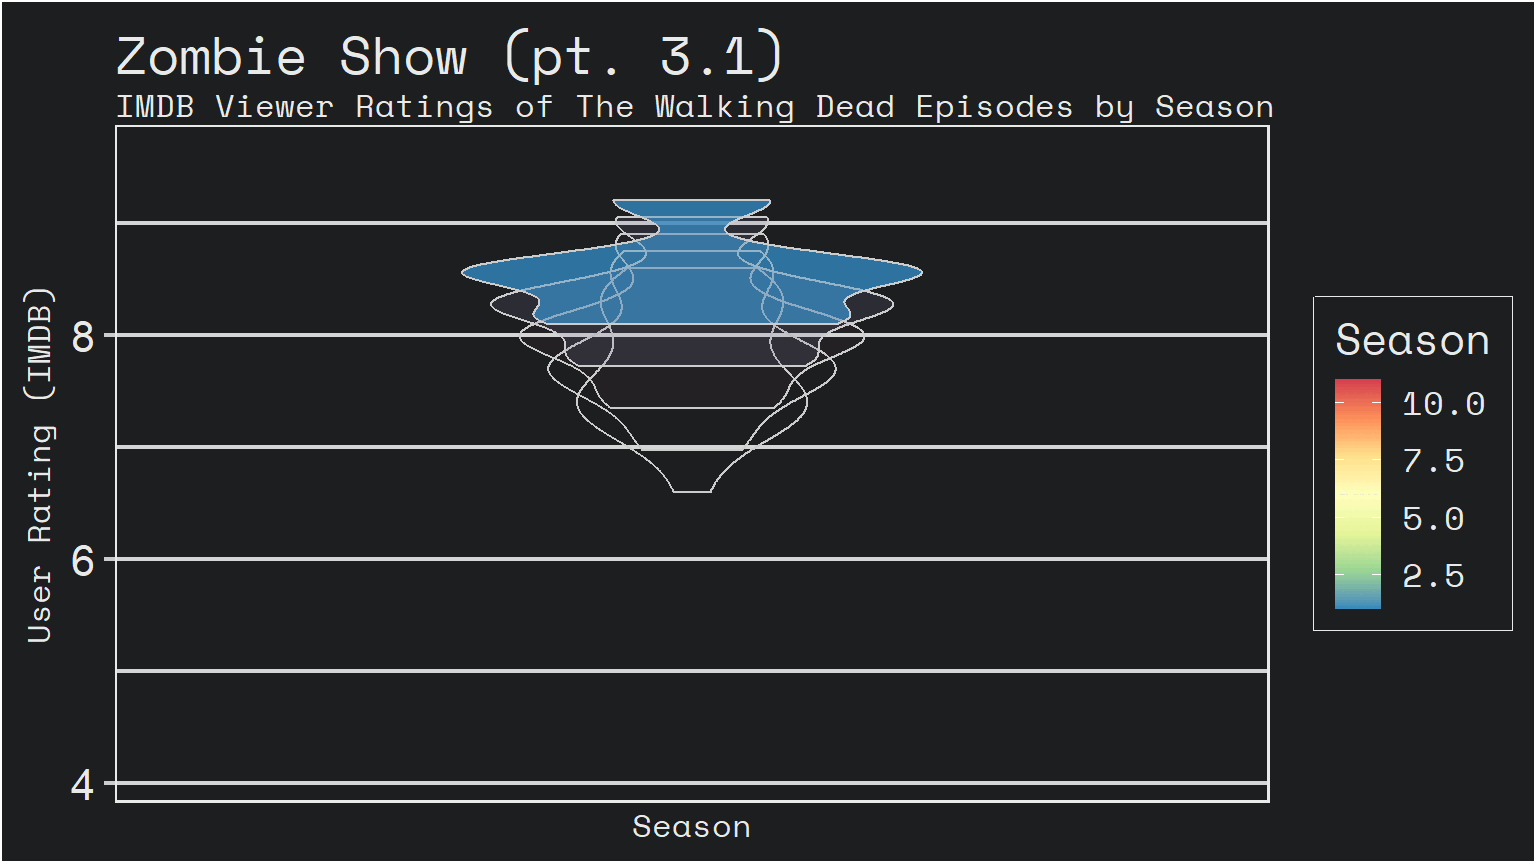 Zombie Show (pt. 3.1)
IMDB Viewer Ratings of The Walking Dead Episodes by Season
User Rating (IMDB)
8
6
4
Season
Season
10.0
7.5
5.0
2.5